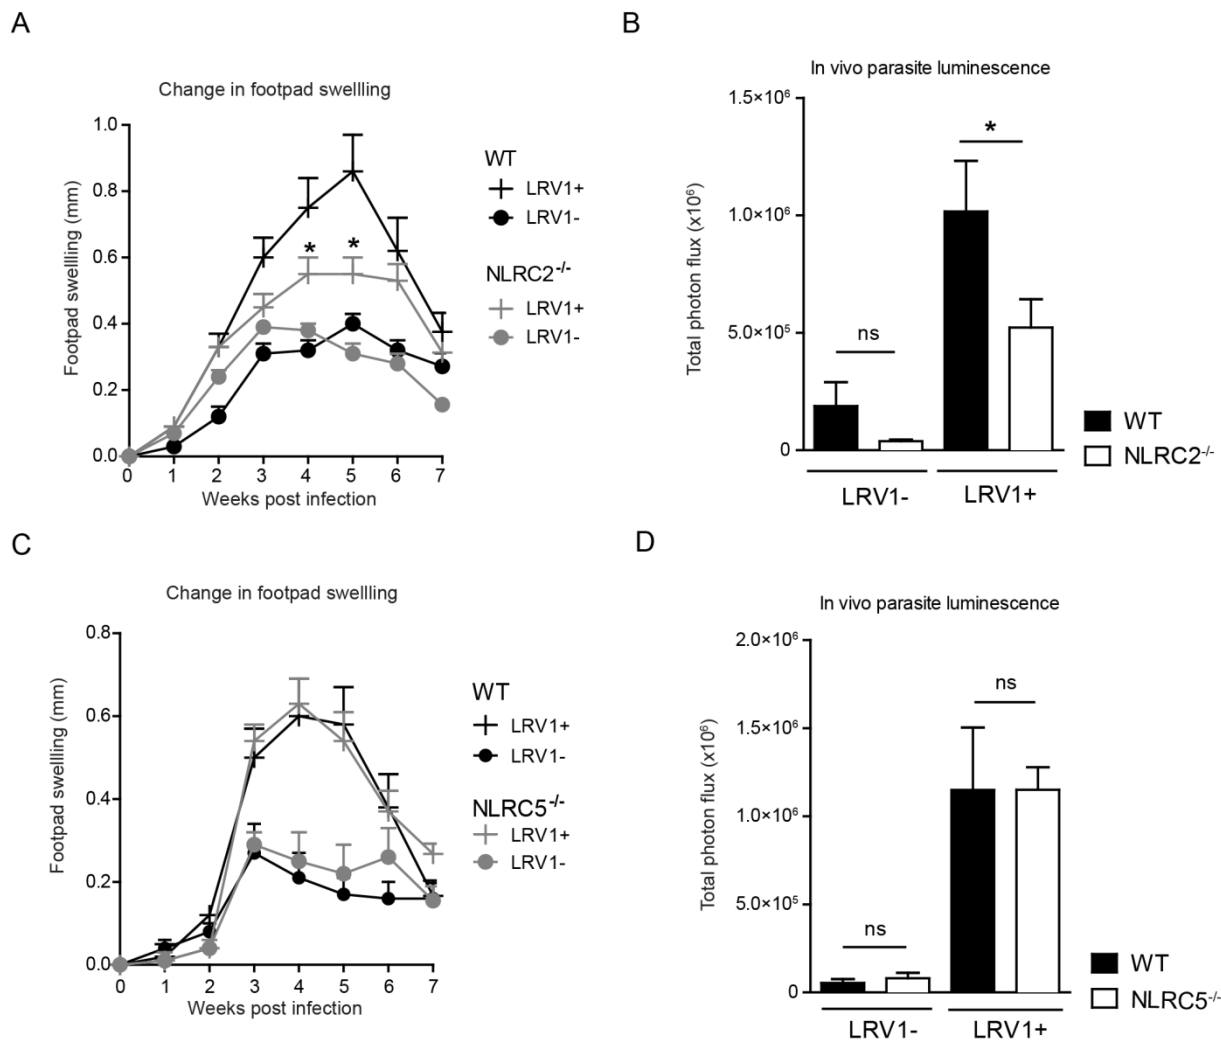 A
Change in footpad swellling
Footpad swellling (mm)
1.0
0.8
0.6
0.4
0.2
0.0
* *
0 1 2 3 4 5 6 7
Weeks post infection
WT
LRV1+
LRV1-
NLRC2-/-
LRV1+
LRV1-
B
In vivo parasite luminescence
Total photon flux (x10⁶)
1.5×10⁶
1.0×10⁶
5.0×10⁵
0
ns
*
LRV1- LRV1+
WT
NLRC2-/-
C
Change in footpad swellling
Footpad swellling (mm)
0.8
0.6
0.4
0.2
0.0
0 1 2 3 4 5 6 7
Weeks post infection
WT
LRV1+
LRV1-
NLRC5-/-
LRV1+
LRV1-
D
In vivo parasite luminescence
Total photon flux (x10⁶)
2.0×10⁶
1.5×10⁶
1.0×10⁶
5.0×10⁵
0
ns
ns
LRV1- LRV1+
WT
NLRC5-/-